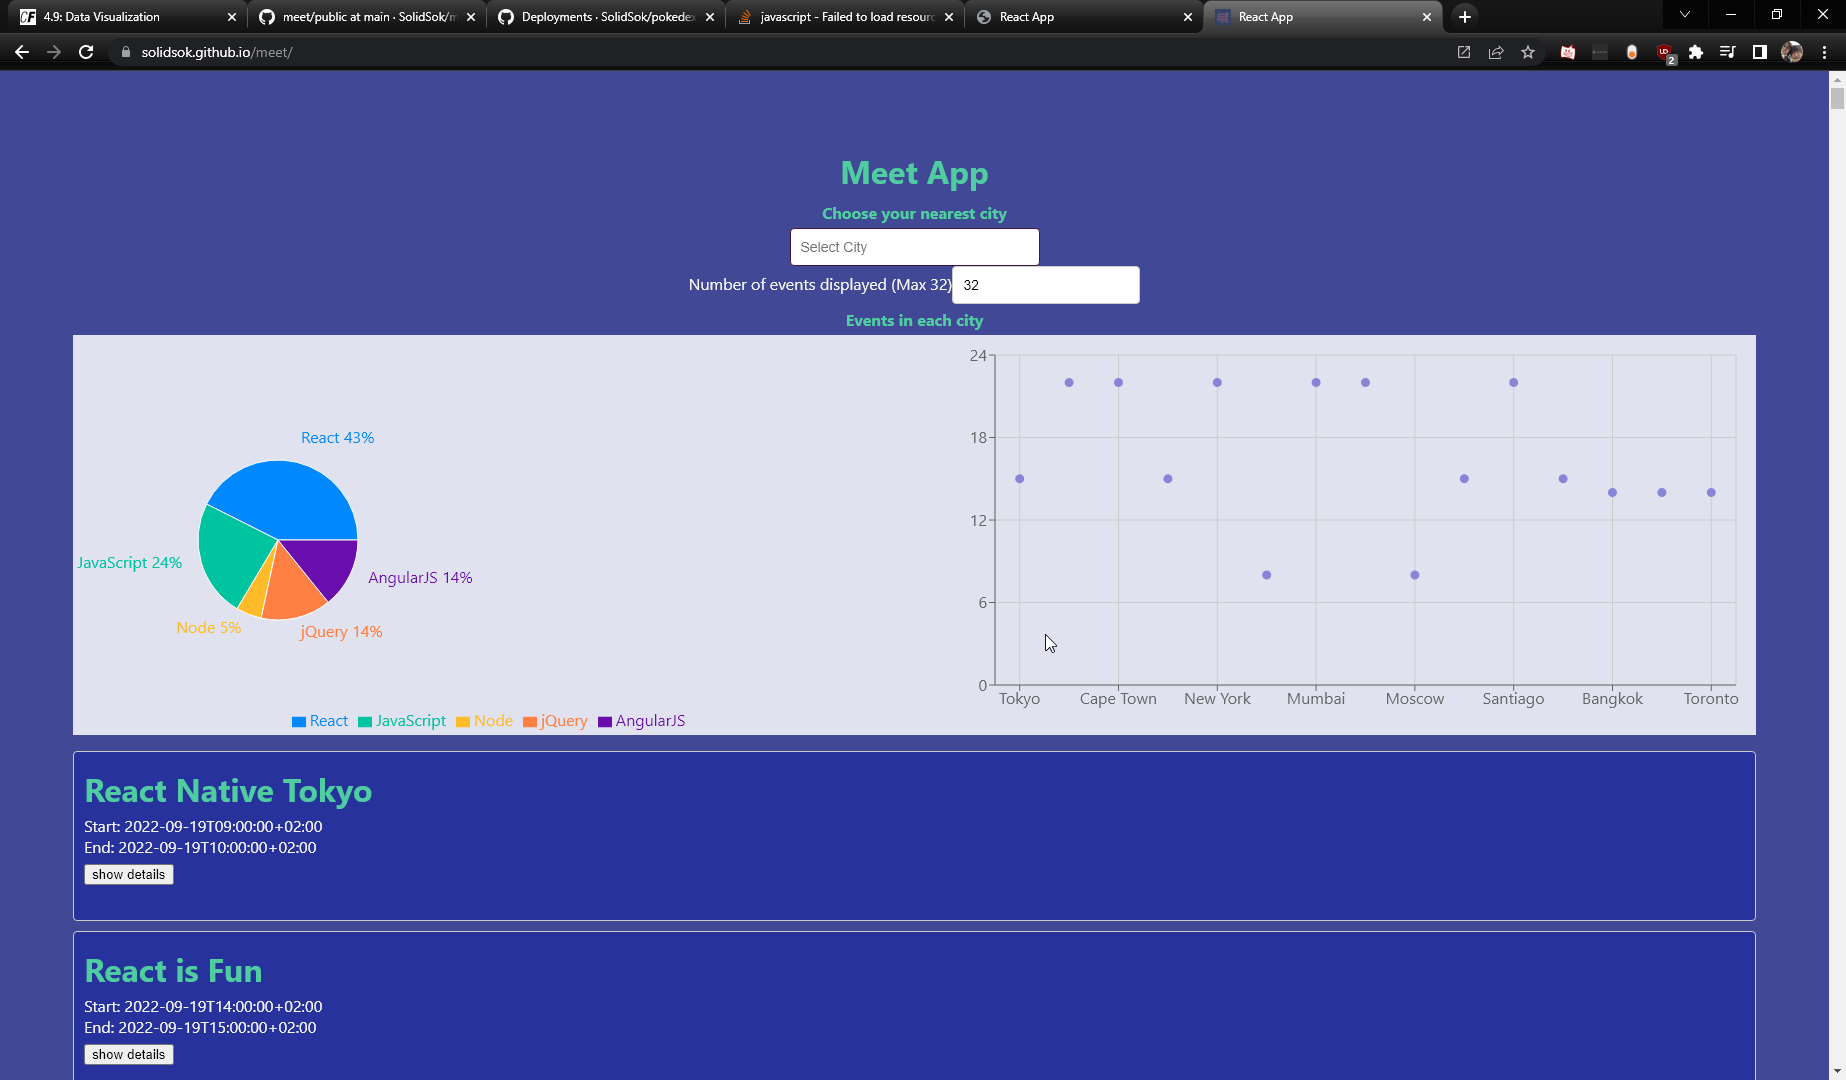 4.9: Data Visualization
meet/public at main · SolidSok/m
Deployments · SolidSok/pokedex
javascript - Failed to load resourc
React App
React App
solidsok.github.io/meet/
2
Meet App
Choose your nearest city
Select City
Number of events displayed (Max 32)
32
Events in each city
React 43%
JavaScript 24%
Node 5%
jQuery 14%
AngularJS 14%
React
JavaScript
Node
jQuery
AngularJS
24
18
12
6
0
Tokyo
Cape Town
New York
Mumbai
Moscow
Santiago
Bangkok
Toronto
React Native Tokyo
Start: 2022-09-19T09:00:00+02:00
End: 2022-09-19T10:00:00+02:00
show details
React is Fun
Start: 2022-09-19T14:00:00+02:00
End: 2022-09-19T15:00:00+02:00
show details